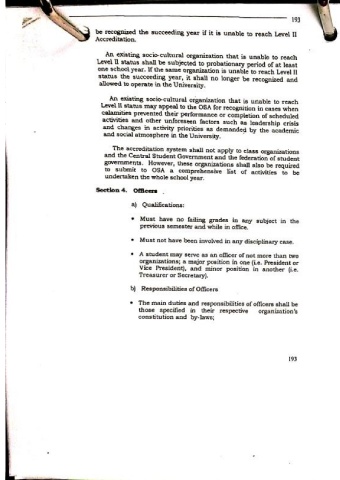 193
be recognized the succeeding year if it is unable to reach Level II
Accreditation.
An existing socio-cultural organization that is unable to reach
Level II status shall be subjected to probationary period of at least
one school year. If the same organization is unable to reach Level II
status the succeeding year, it shall no longer be recognized and
allowed to operate in the University.
An existing socio-cultural organization that is unable to reach
Level II status may appeal to the OSA for recognition in cases when
calamities prevented their performance or completion of scheduled
activities and other unforeseen factors such as leadership crisis
and changes in activity priorities as demanded by the academic
and social atmosphere in the University.
The accreditation system shall not apply to class organizations
and the Central Student Government and the federation of student
governments. However, these organizations shall also be required
to submit to OSA a comprehensive list of activities to be
undertaken the whole school year.
Section 4. Officers
a) Qualifications:
• Must have no failing grades in any subject in the
previous semester and while in office.
• Must not have been involved in any disciplinary case.
• A student may serve as an officer of not more than two
organizations; a major position in one (i.e. President or
Vice President), and minor position in another (i.e.
Treasurer or Secretary).
b) Responsibilities of Officers
• The main duties and responsibilities of officers shall be
those specified in their respective organization's
constitution and by-laws;
193